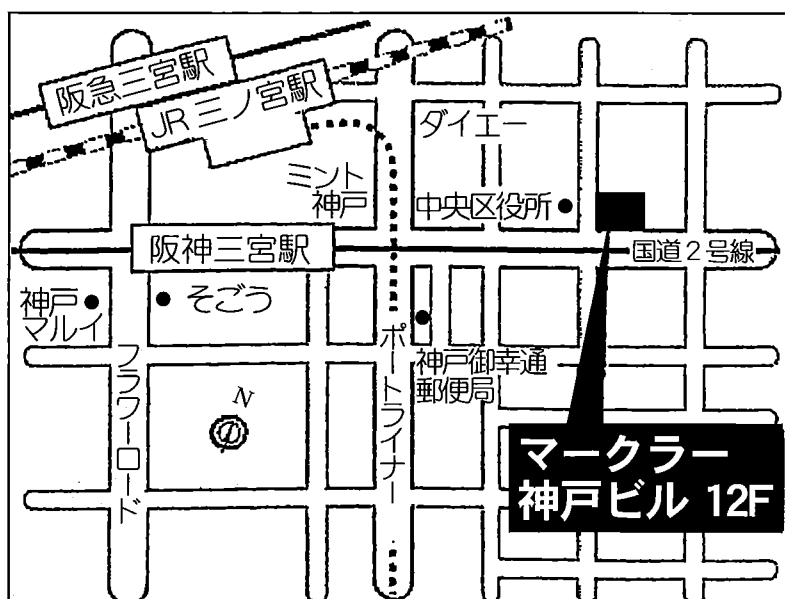 阪急三宮駅
JR三ノ宮駅
ダイエー
ミント
神戸
中央区役所
阪神三宮駅
国道2号線
神戸
マルイ
そごう
フラワーロード
ポートライナー
神戸御幸通
郵便局
N
マークラー
神戸ビル 12F